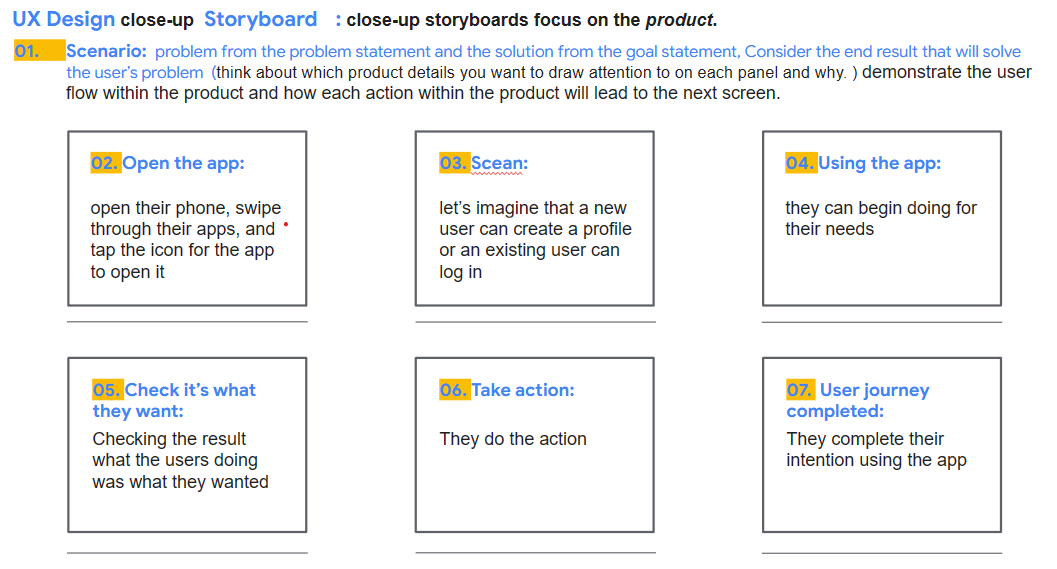 UX Design close-up Storyboard : close-up storyboards focus on the product.
01. Scenario: problem from the problem statement and the solution from the goal statement, Consider the end result that will solve
the user's problem (think about which product details you want to draw attention to on each panel and why. ) demonstrate the user
flow within the product and how each action within the product will lead to the next screen.
02. Open the app:
open their phone, swipe
through their apps, and
tap the icon for the app
to open it
03. Scean:
let's imagine that a new
user can create a profile
or an existing user can
log in
04. Using the app:
they can begin doing for
their needs
05. Check it's what
they want:
Checking the result
what the users doing
was what they wanted
06. Take action:
They do the action
07. User journey
completed:
They complete their
intention using the app